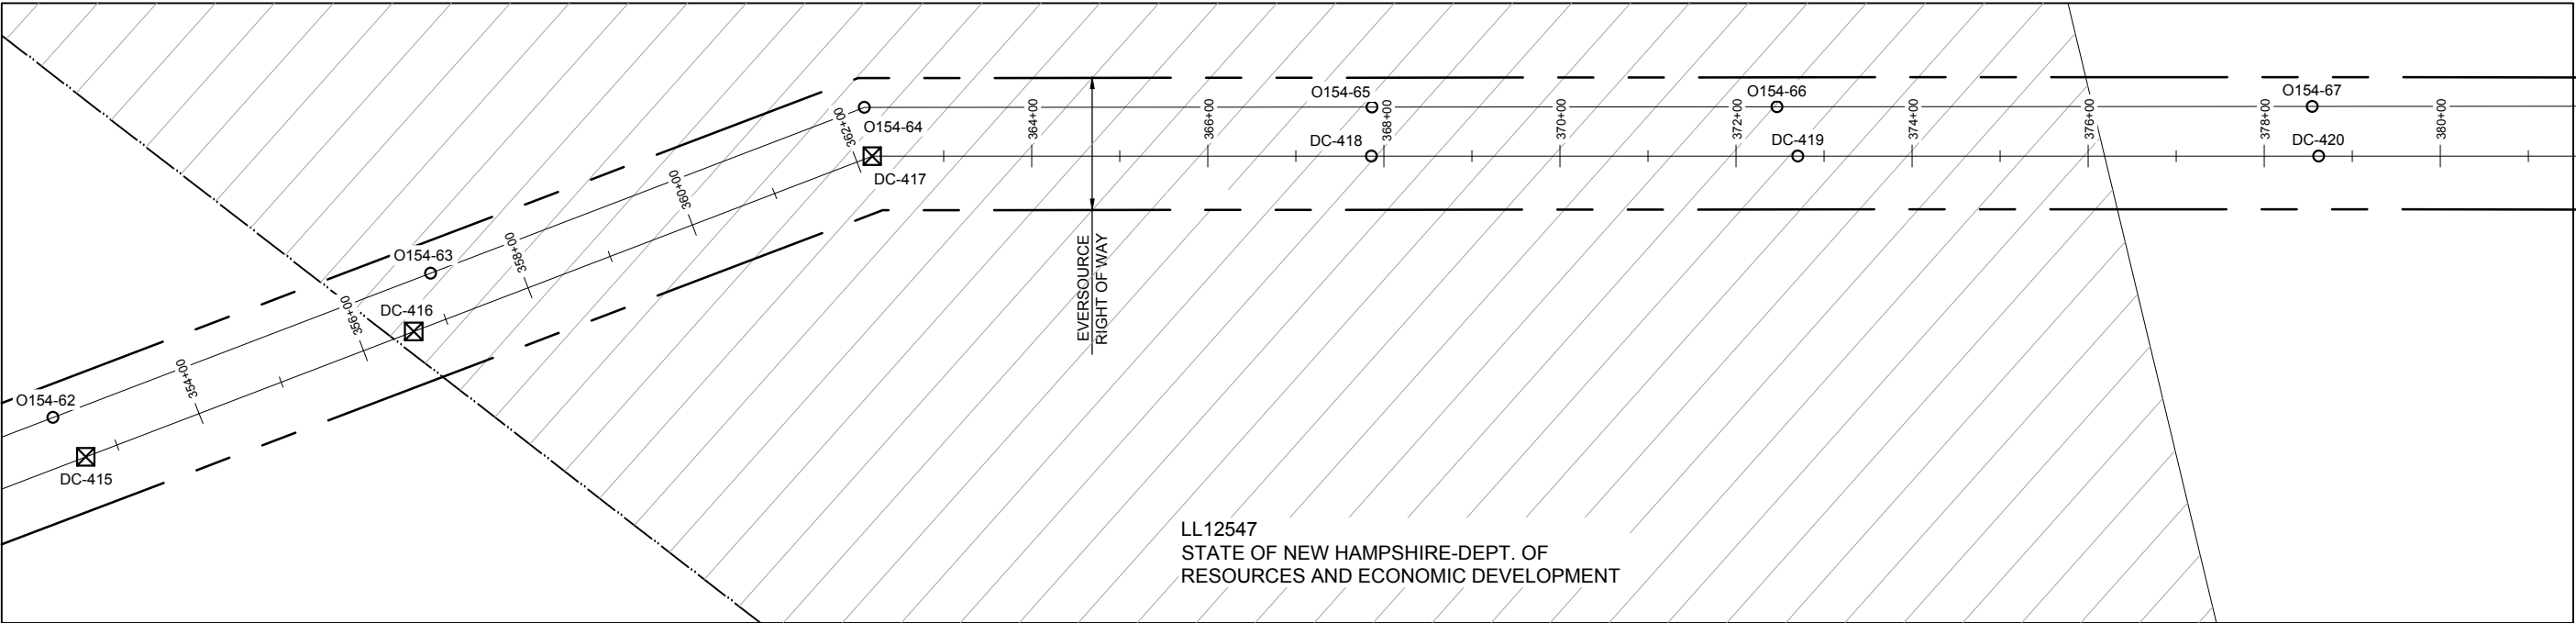 O154-62
DC-415
354+00
356+00
O154-63
DC-416
358+00
360+00
362+00
O154-64
DC-417
364+00
EVERSOURCE
RIGHT OF WAY
366+00
O154-65
DC-418
368+00
370+00
O154-66
372+00
DC-419
374+00
376+00
378+00
O154-67
DC-420
380+00
LL12547
STATE OF NEW HAMPSHIRE-DEPT. OF
RESOURCES AND ECONOMIC DEVELOPMENT